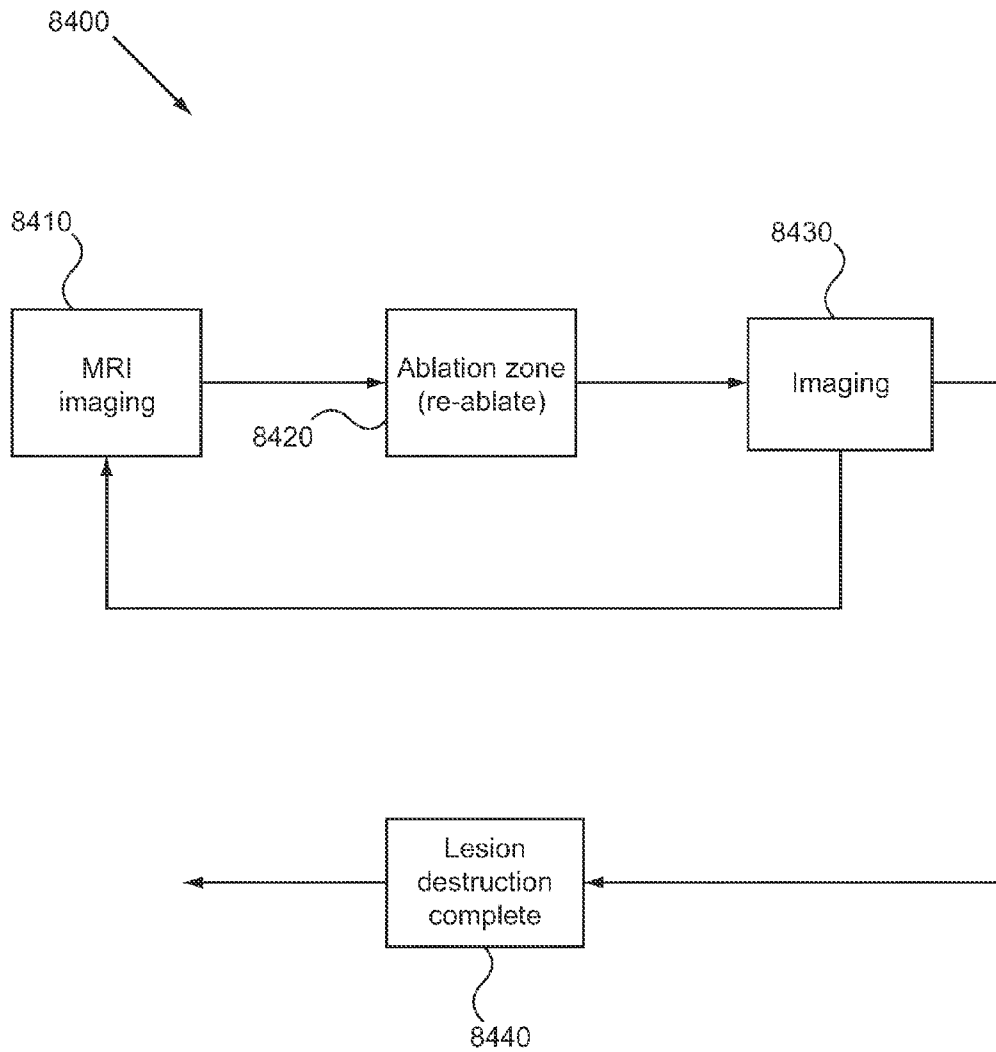 8400
8410
8430
MRI
imaging
Ablation zone
(re-ablate)
Imaging
8420
Lesion
destruction
complete
8440